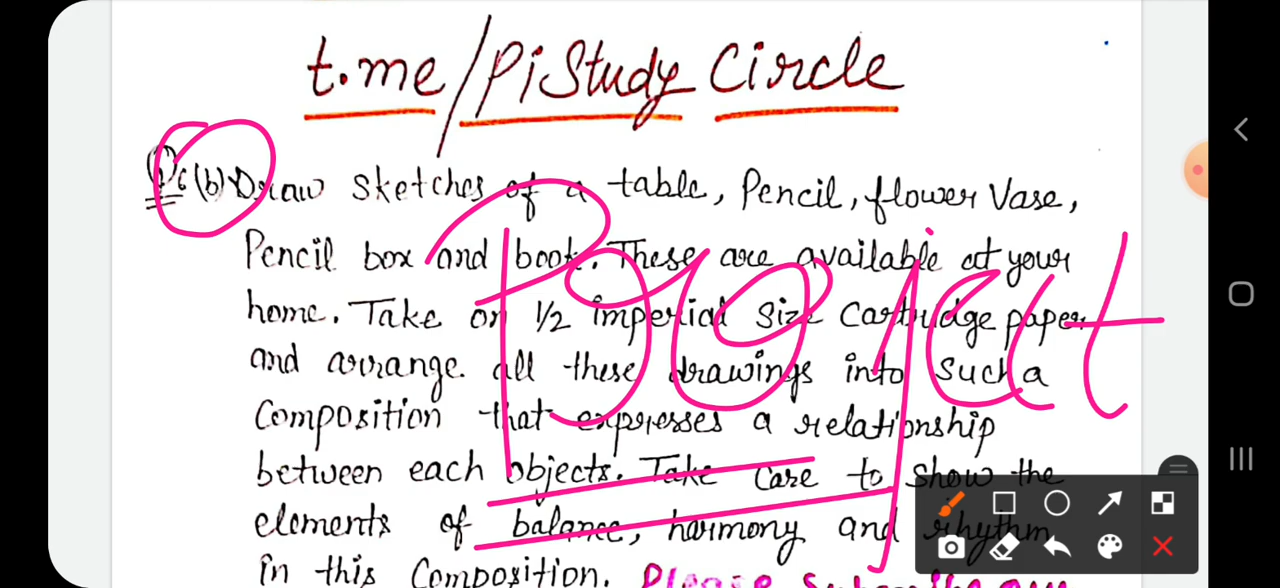 t.me/PiStudy Circle
(b) Draw sketches of a table, Pencil, flower Vase,
Pencil box and book. These are available at your
home. Take on 1/2 imperial Size Cartridge paper
and arrange all these drawings into Such a
Composition that expresses a relationship
between each objects. Take care to Show the
elements of balance, harmony and rhythm
in this Composition. Please Subscribe our
Project